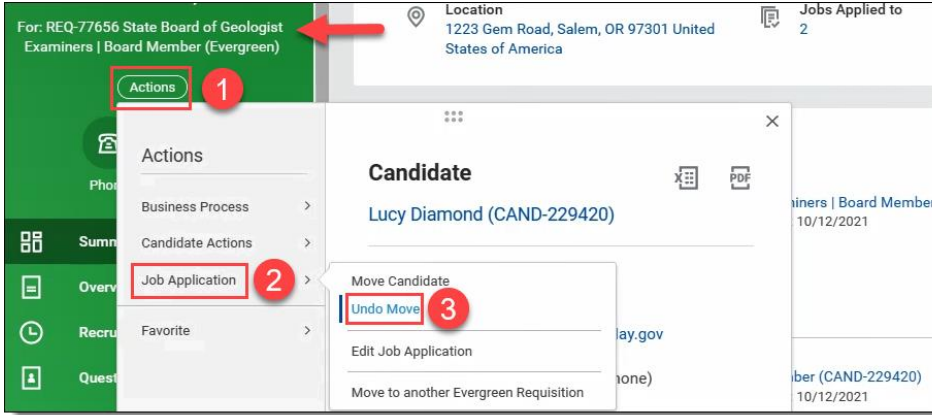 For: REQ-77656 State Board of Geologist
Examiners | Board Member (Evergreen)
Actions
1
Location
1223 Gem Road, Salem, OR 97301 United
States of America
Jobs Applied to
2
Phon
Summ
Overv
Recru
Quest
Actions
Business Process
Candidate Actions
Job Application
2
Favorite
Candidate
PDF
Lucy Diamond (CAND-229420)
Move Candidate
Undo Move
3
Edit Job Application
Move to another Evergreen Requisition
lay.gov
hone)
iners | Board Member
10/12/2021
ber (CAND-229420)
10/12/2021